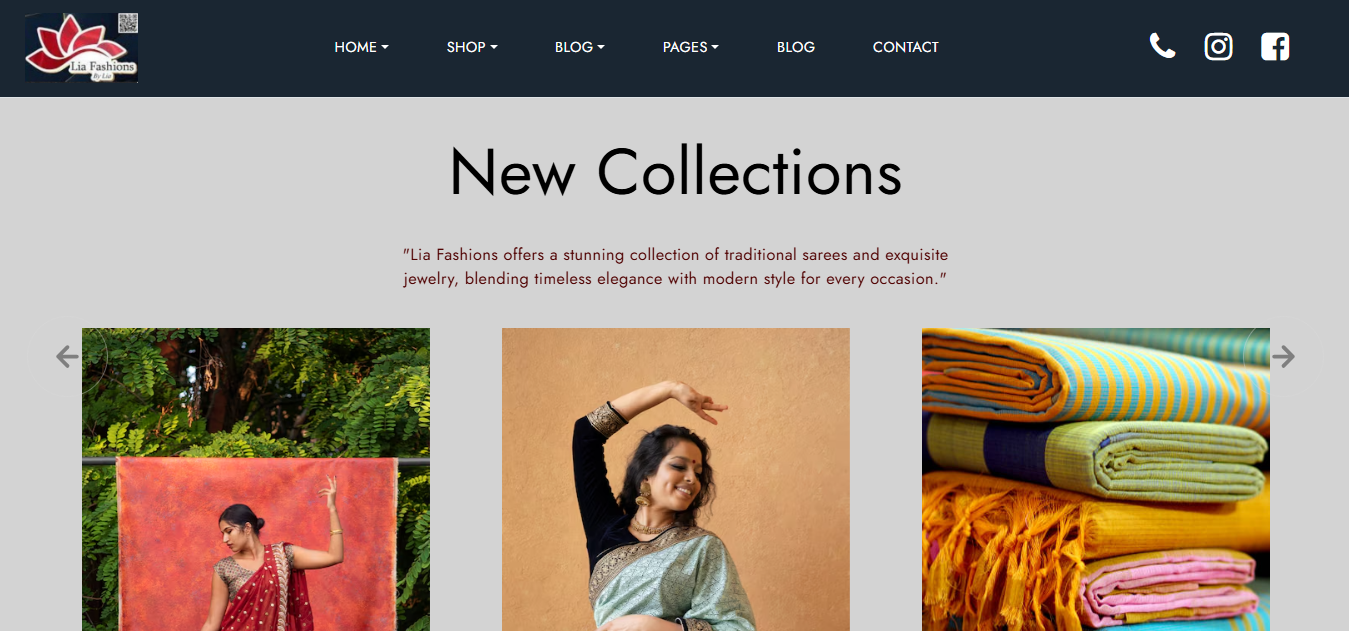 Lia Fashions
By Lia
HOME
SHOP
BLOG
PAGES
BLOG
CONTACT
New Collections
"Lia Fashions offers a stunning collection of traditional sarees and exquisite
jewelry, blending timeless elegance with modern style for every occasion."